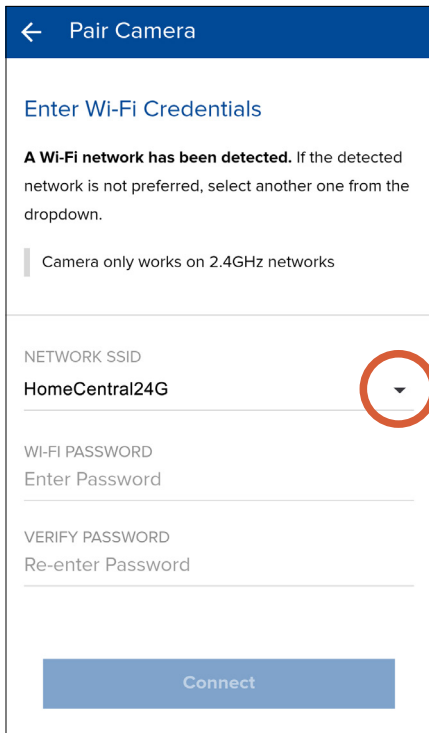 Pair Camera
Enter Wi-Fi Credentials
A Wi-Fi network has been detected. If the detected
network is not preferred, select another one from the
dropdown.
Camera only works on 2.4GHz networks
NETWORK SSID
HomeCentral24G
WI-FI PASSWORD
Enter Password
VERIFY PASSWORD
Re-enter Password
Connect